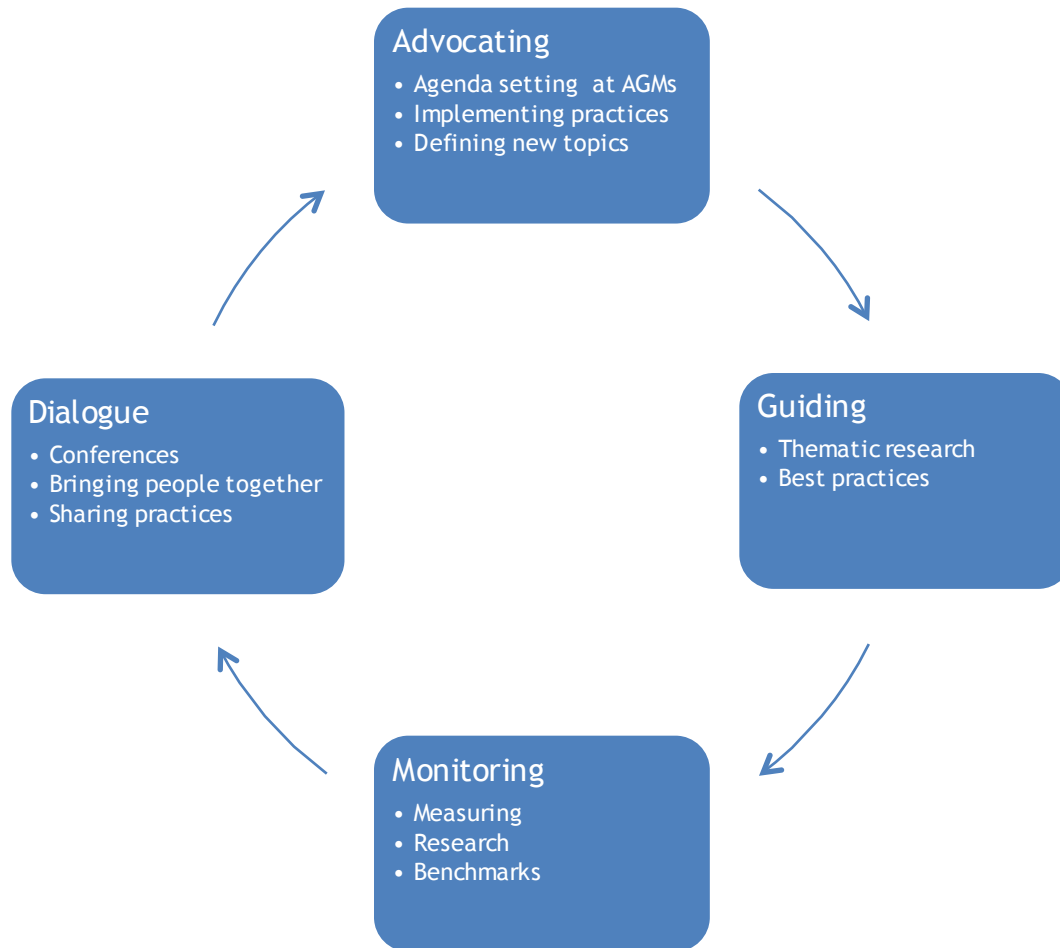 Advocating
• Agenda setting at AGMs
• Implementing practices
• Defining new topics
Guiding
• Thematic research
• Best practices
Monitoring
• Measuring
• Research
• Benchmarks
Dialogue
• Conferences
• Bringing people together
• Sharing practices